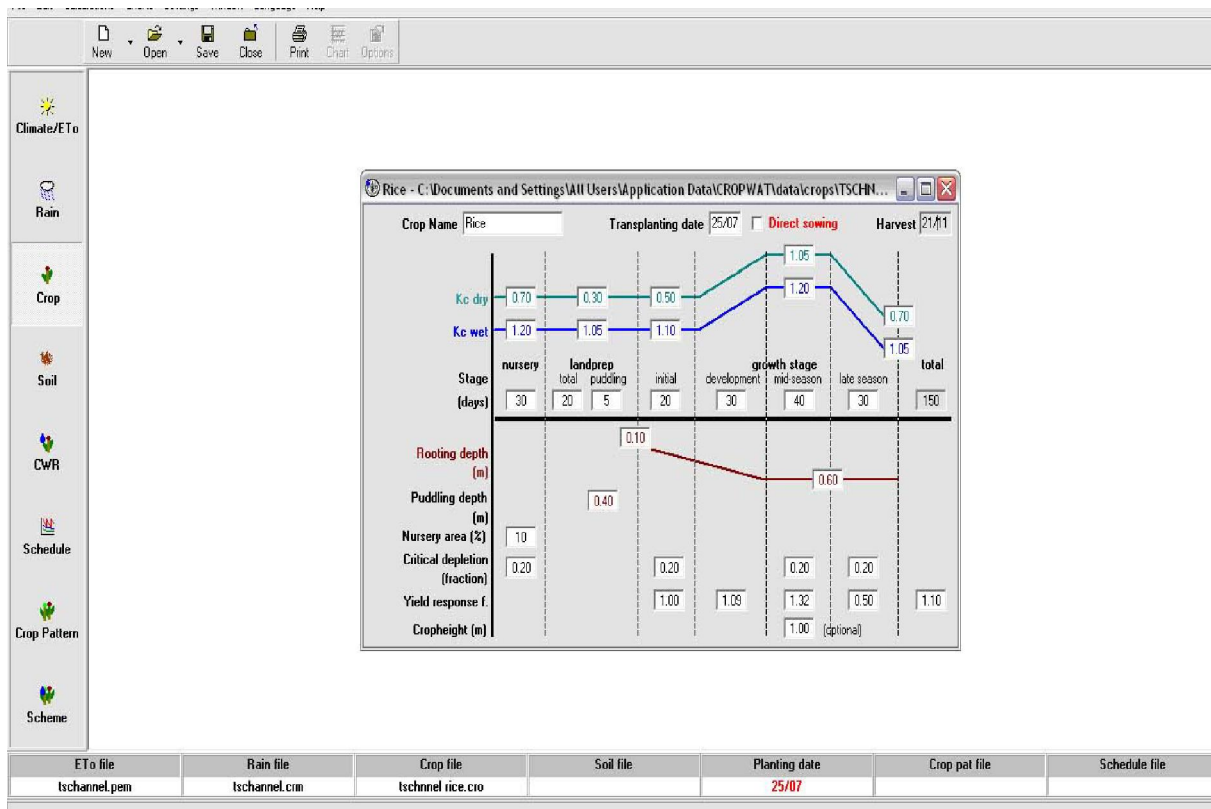 New Open Save Close Print Chart Options
Climate/ETo
Rain
Crop
Soil
CWR
Schedule
Crop Pattern
Scheme
Rice - C:\Documents and Settings\All Users\Application Data\CROPWAT\data\crops\TSCHN...
Crop Name Rice Transplanting date 25/07 Direct sowing Harvest 21/11
1.05
1.20
Kc dry 0.70 0.30 0.50
0.70
Kc wet 1.20 1.05 1.10
1.05
nursery landprep growth stage total
Stage total puddling initial development mid-season late season
(days) 30 20 5 20 30 40 30 150
0.10
Rooting depth
(m) 0.60
Puddling depth 0.40
(m)
Nursery area (%) 10
Critical depletion 0.20 0.20 0.20 0.20
(fraction)
Yield response f. 1.00 1.09 1.32 0.50 1.10
Cropheight (m) 1.00 (optional)
ETo file Rain file Crop file Soil file Planting date Crop pat file Schedule file
tschannel.pem tschannel.crm tschnnel rice.cro 25/07